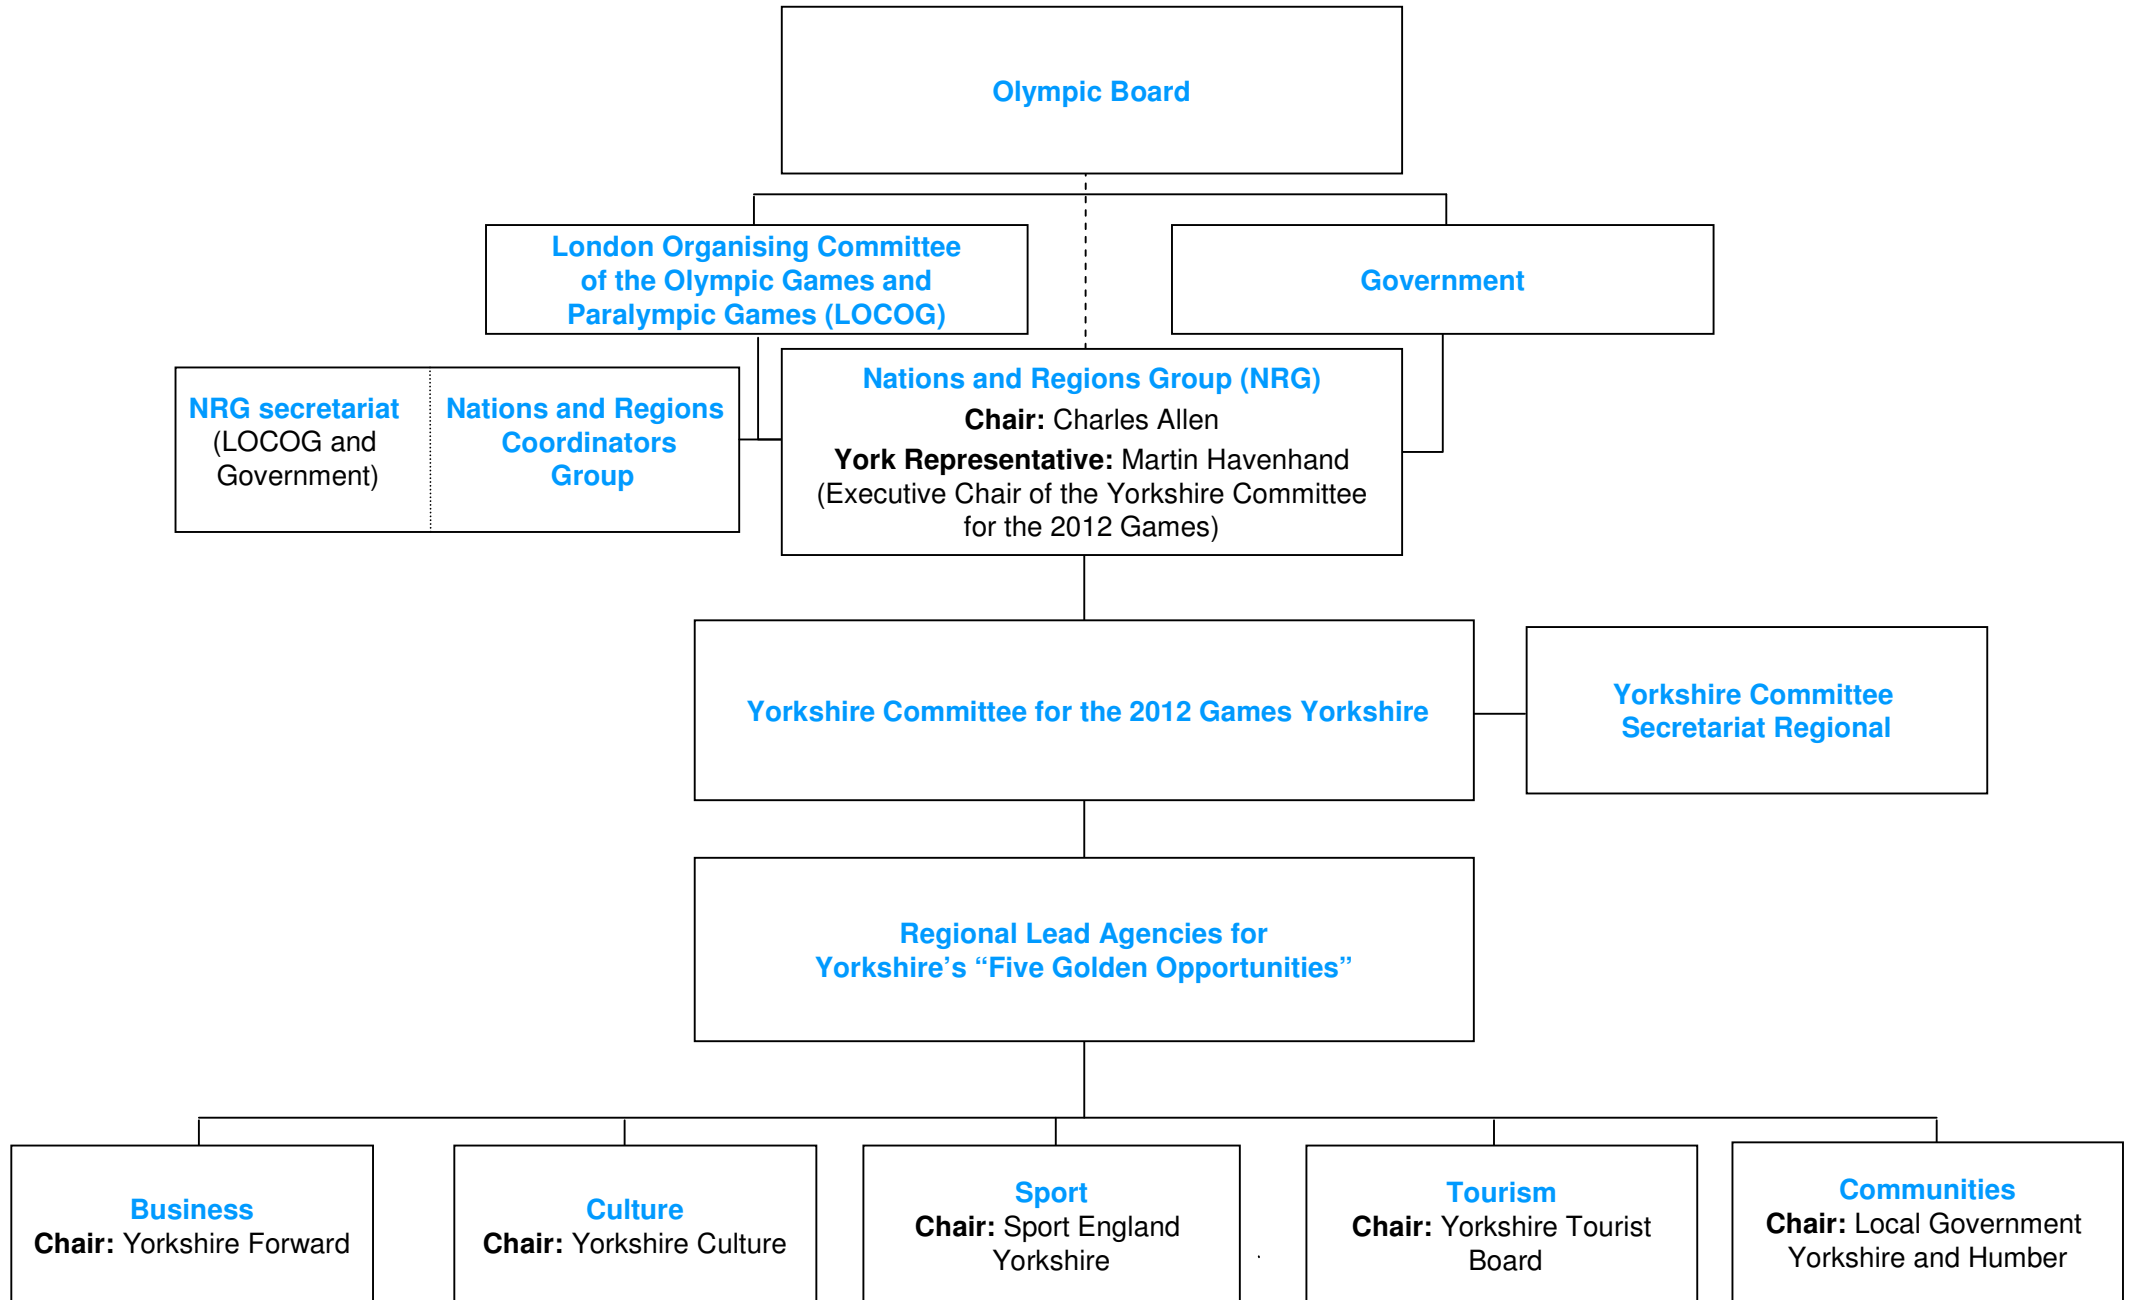 Olympic Board
London Organising Committee
of the Olympic Games and
Paralympic Games (LOCOG)
Government
NRG secretariat
(LOCOG and
Government)
Nations and Regions
Coordinators
Group
Nations and Regions Group (NRG)
Chair: Charles Allen
York Representative: Martin Havenhand
(Executive Chair of the Yorkshire Committee
for the 2012 Games)
Yorkshire Committee for the 2012 Games Yorkshire
Yorkshire Committee
Secretariat Regional
Regional Lead Agencies for
Yorkshire’s “Five Golden Opportunities”
Business
Chair: Yorkshire Forward
Culture
Chair: Yorkshire Culture
Sport
Chair: Sport England
Yorkshire
Tourism
Chair: Yorkshire Tourist
Board
Communities
Chair: Local Government
Yorkshire and Humber